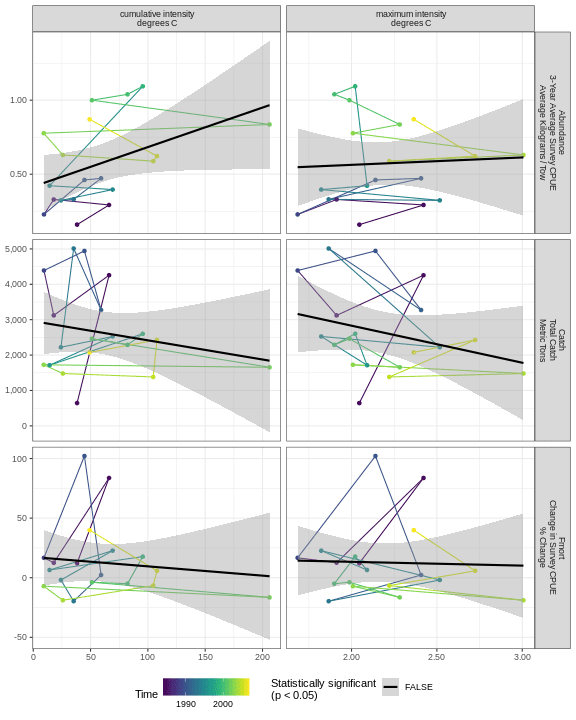 cumulative intensity
degrees C
maximum intensity
degrees C
1.00
0.50
Abundance
3-Year Average Survey CPUE
Average Kilograms / Tow
5,000
4,000
3,000
2,000
1,000
0
Catch
Total Catch
Metric Tons
100
50
0
-50
Fmort
Change in Survey CPUE
% Change
0
50
100
150
200
2.00
2.50
3.00
Time
1990
2000
Statistically significant
(p < 0.05)
FALSE